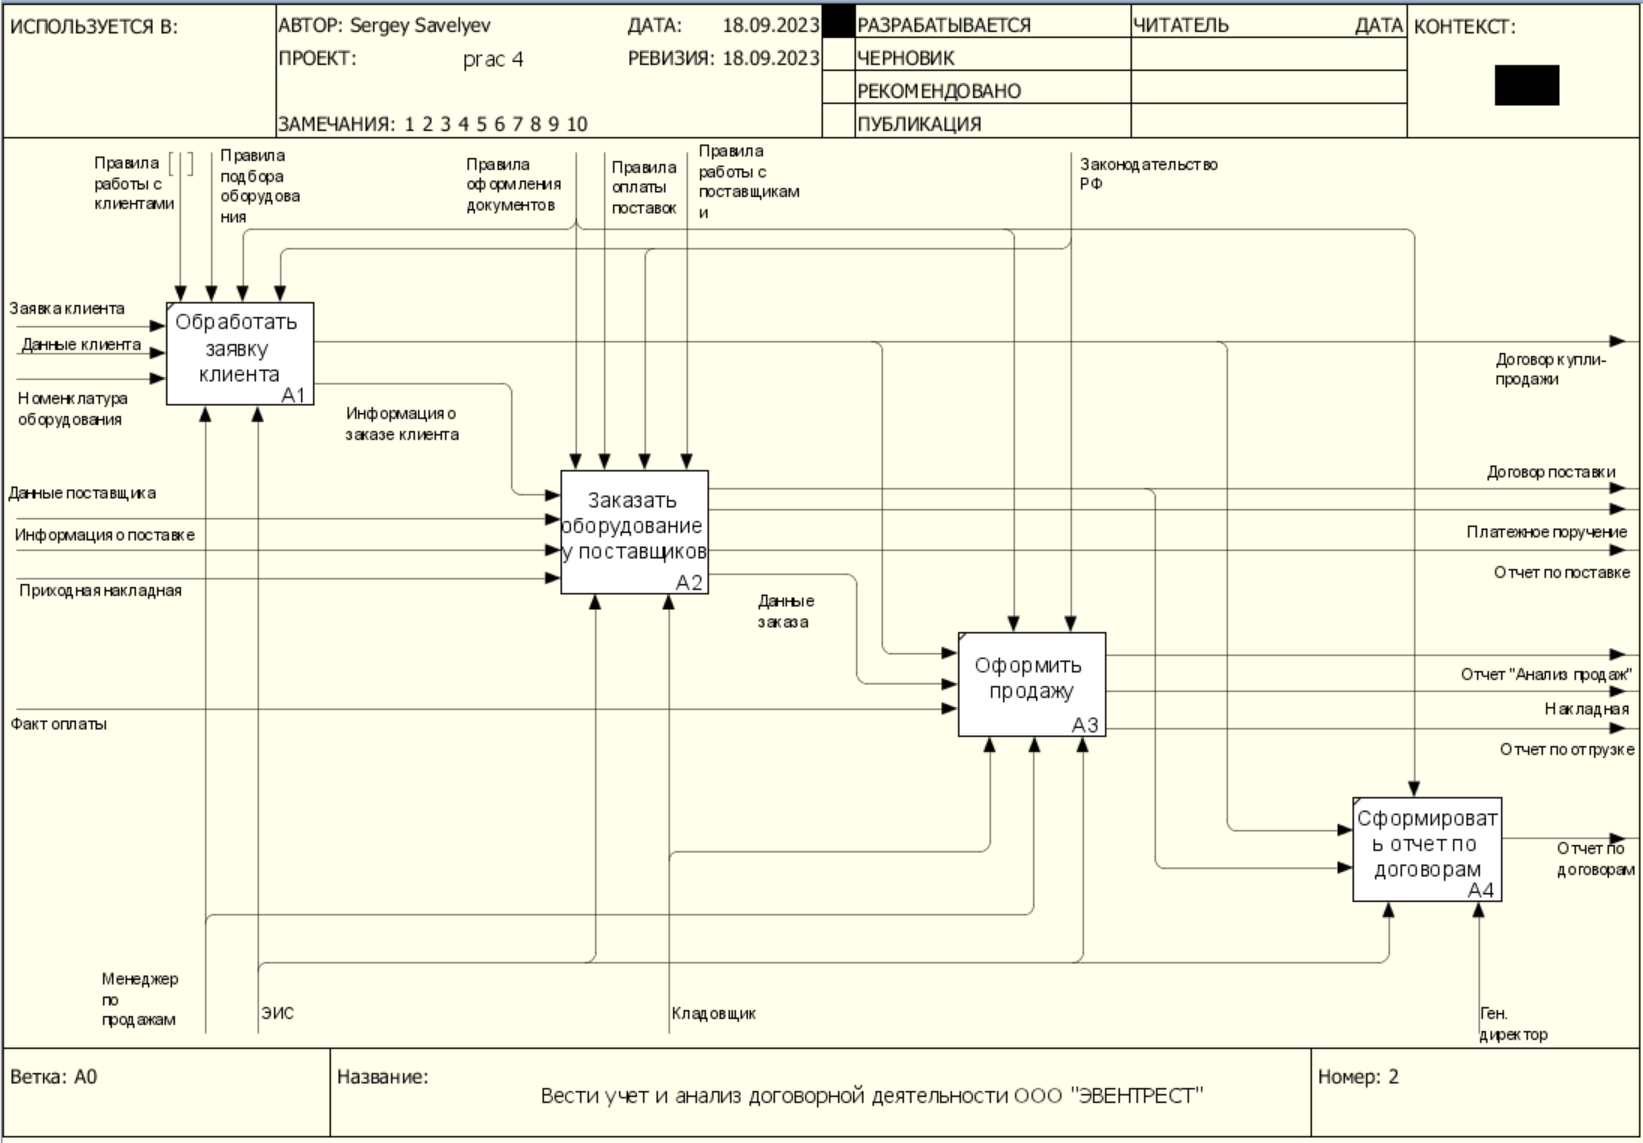 ИСПОЛЬЗУЕТСЯ В:
АВТОР: Sergey Savelyev
ДАТА: 18.09.2023
ПРОЕКТ: prac 4
РЕВИЗИЯ: 18.09.2023
ЗАМЕЧАНИЯ: 1 2 3 4 5 6 7 8 9 10
РАЗРАБАТЫВАЕТСЯ
ЧЕРНОВИК
РЕКОМЕНДОВАНО
ПУБЛИКАЦИЯ
ЧИТАТЕЛЬ
ДАТА
КОНТЕКСТ:
Правила
работы с
клиентами
Правила
подбора
оборудова
ния
Правила
оформления
документов
Правила
оплаты
поставок
Правила
работы с
поставщикам
и
Законодательство
РФ
Заявка клиента
Данные клиента
Номенклатура
оборудования
Обработать
заявку
клиента
A1
Договор купли-
продажи
Информация о
заказе клиента
Данные поставщика
Информация о поставке
Приходная накладная
Заказать
оборудование
у поставщиков
A2
Договор поставки
Платежное поручение
Отчет по поставке
Данные
заказа
Факт оплаты
Оформить
продажу
A3
Отчет "Анализ продаж"
Накладная
Отчет по отгрузке
Сформироват
ь отчет по
договорам
A4
Отчет по
договорам
Менеджер
по
продажам
ЭИС
Кладовщик
Ген.
директор
Ветка: A0
Название:
Вести учет и анализ договорной деятельности ООО "ЭВЕНТРЕСТ"
Номер: 2